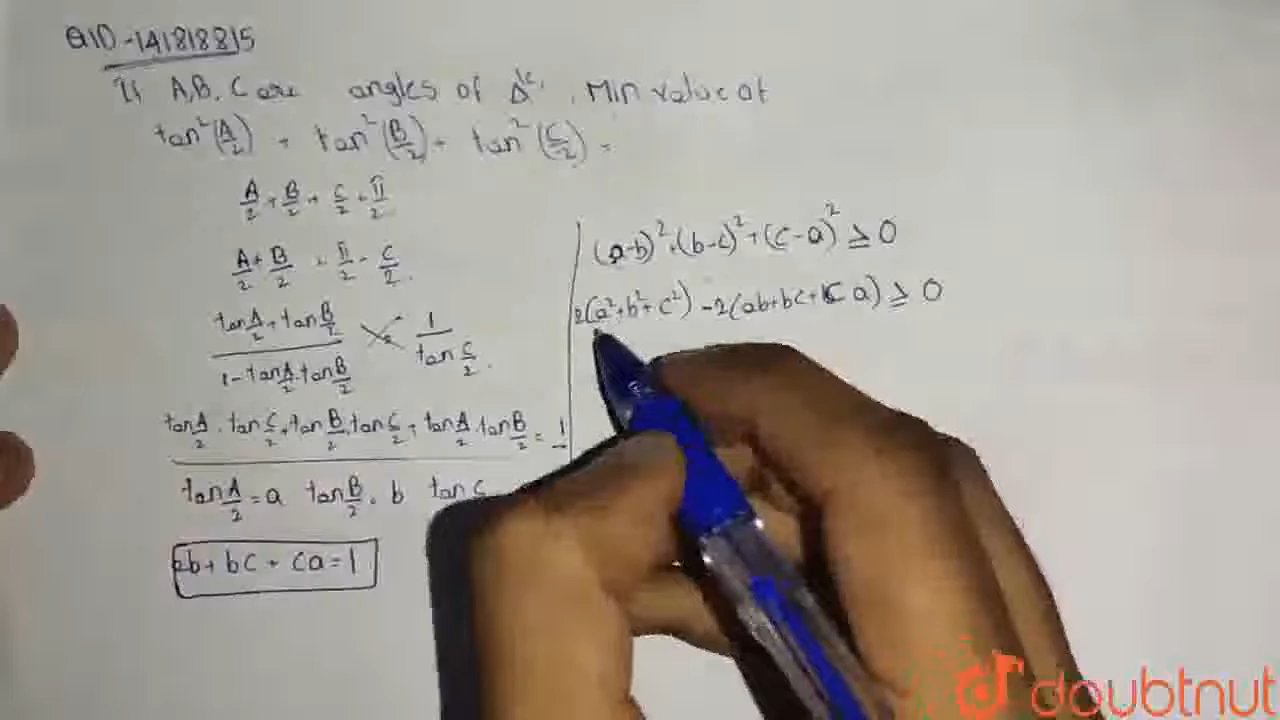 QID-141818815
If A,B,C are angles of Δle, Min value of
tan²(A/2) + tan²(B/2) + tan²(C/2) =
A/2 + B/2 + C/2 = π/2
A/2 + B/2 = π/2 - C/2
(tan A/2 + tan B/2) / (1 - tan A/2 . tan B/2) = 1 / (tan C/2)
tan A/2 . tan C/2 + tan B/2 . tan C/2 + tan A/2 . tan B/2 = 1
tan A/2 = a tan B/2 = b tan C
ab + bc + ca = 1
(a-b)² + (b-c)² + (c-a)² ≥ 0
2(a²+b²+c²) - 2(ab+bc+ca) ≥ 0
doubtnut